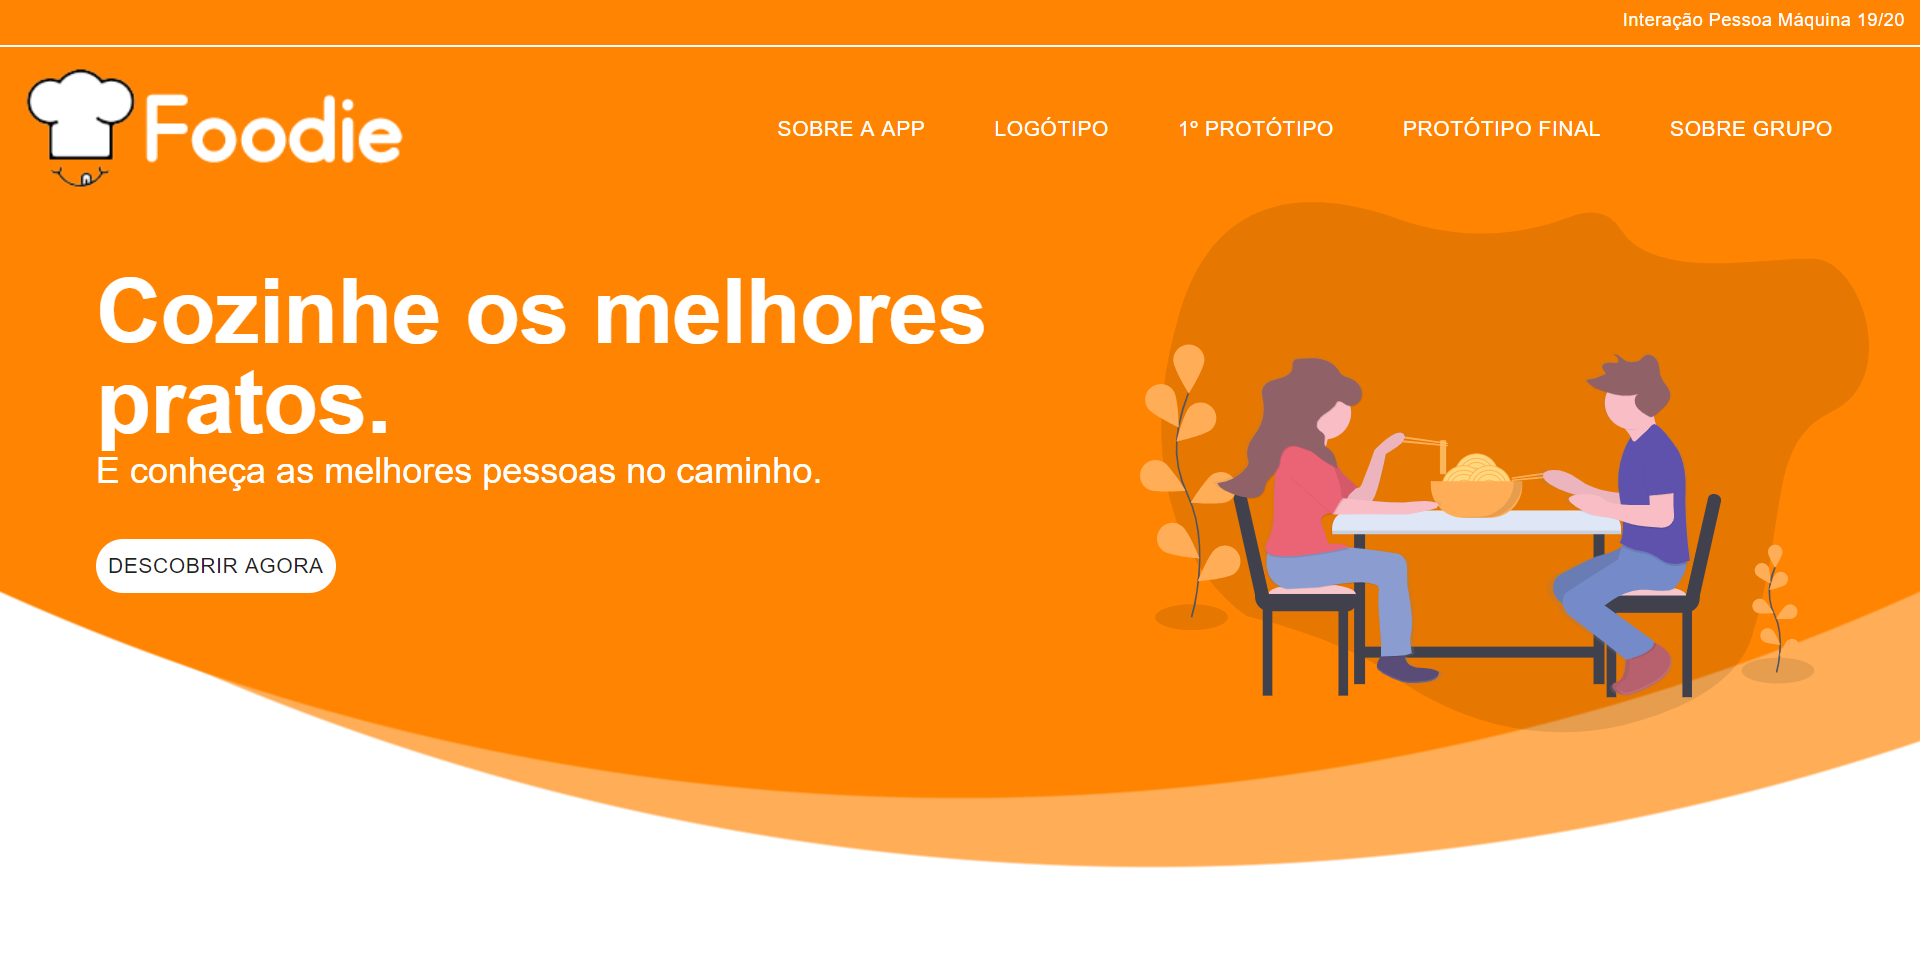 Interação Pessoa Máquina 19/20
Foodie
SOBRE A APP
LOGÓTIPO
1º PROTÓTIPO
PROTÓTIPO FINAL
SOBRE GRUPO
Cozinhe os melhores
pratos.
E conheça as melhores pessoas no caminho.
DESCOBRIR AGORA